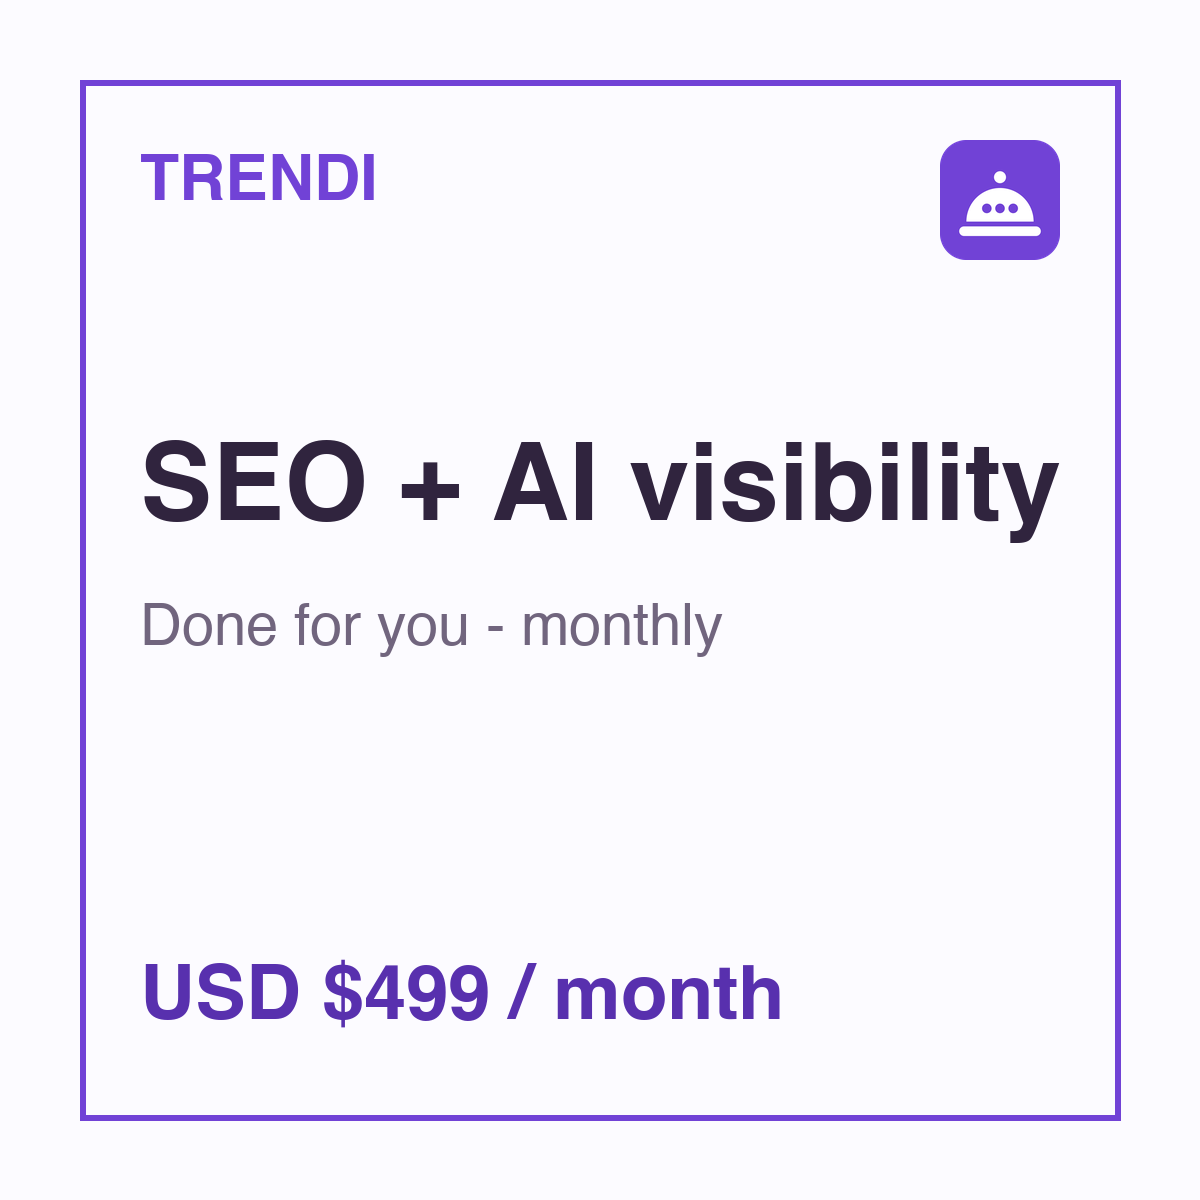 TRENDI
SEO + AI visibility
Done for you - monthly
USD $499 / month